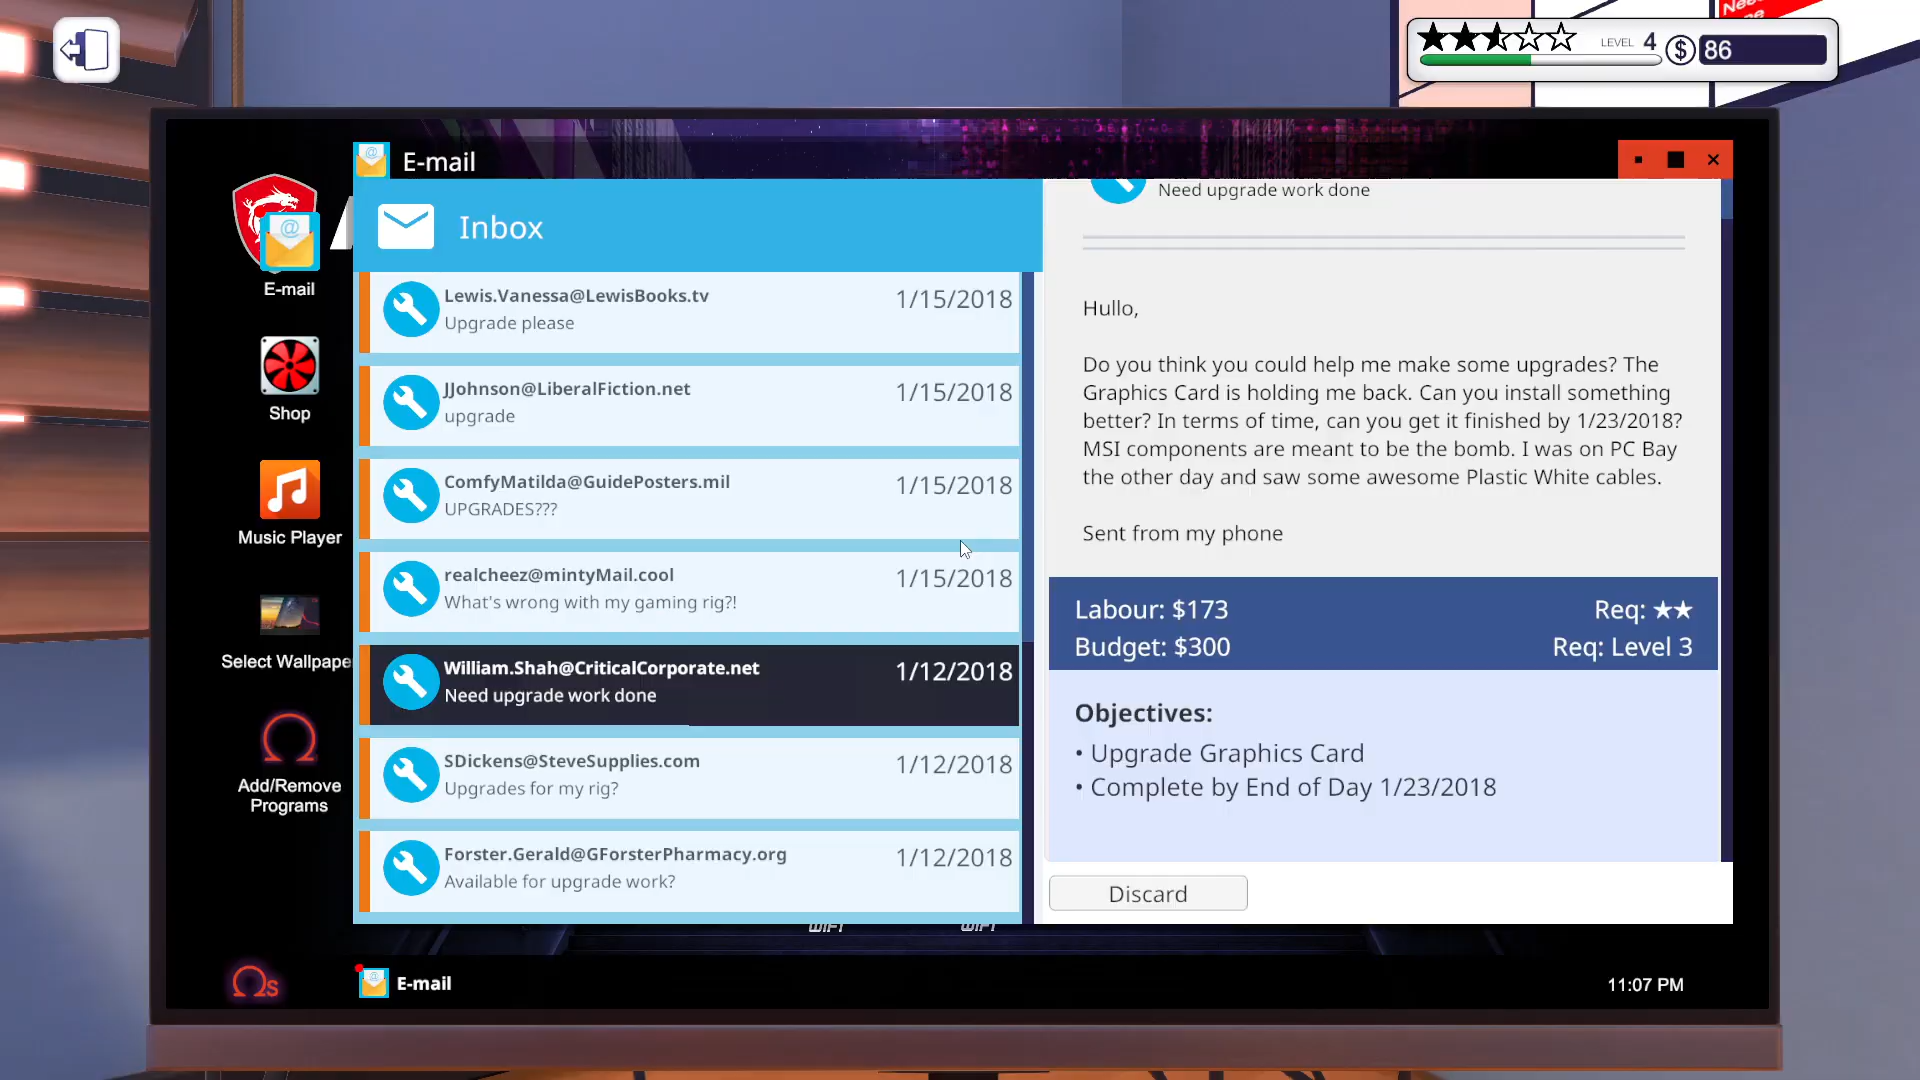 LEVEL 4
$ 86
E-mail
Inbox
Lewis.Vanessa@LewisBooks.tv 1/15/2018
Upgrade please
JJohnson@LiberalFiction.net 1/15/2018
upgrade
ComfyMatilda@GuidePosters.mil 1/15/2018
UPGRADES???
realcheez@mintyMail.cool 1/15/2018
What's wrong with my gaming rig?!
William.Shah@CriticalCorporate.net 1/12/2018
Need upgrade work done
SDickens@SteveSupplies.com 1/12/2018
Upgrades for my rig?
Forster.Gerald@GForsterPharmacy.org 1/12/2018
Available for upgrade work?
Need upgrade work done
Hullo,
Do you think you could help me make some upgrades? The
Graphics Card is holding me back. Can you install something
better? In terms of time, can you get it finished by 1/23/2018?
MSI components are meant to be the bomb. I was on PC Bay
the other day and saw some awesome Plastic White cables.
Sent from my phone
Labour: $173 Req: ★★
Budget: $300 Req: Level 3
Objectives:
• Upgrade Graphics Card
• Complete by End of Day 1/23/2018
Discard
E-mail
Shop
Music Player
Select Wallpape
Add/Remove
Programs
WiFi WiFi
Ωs
E-mail
11:07 PM